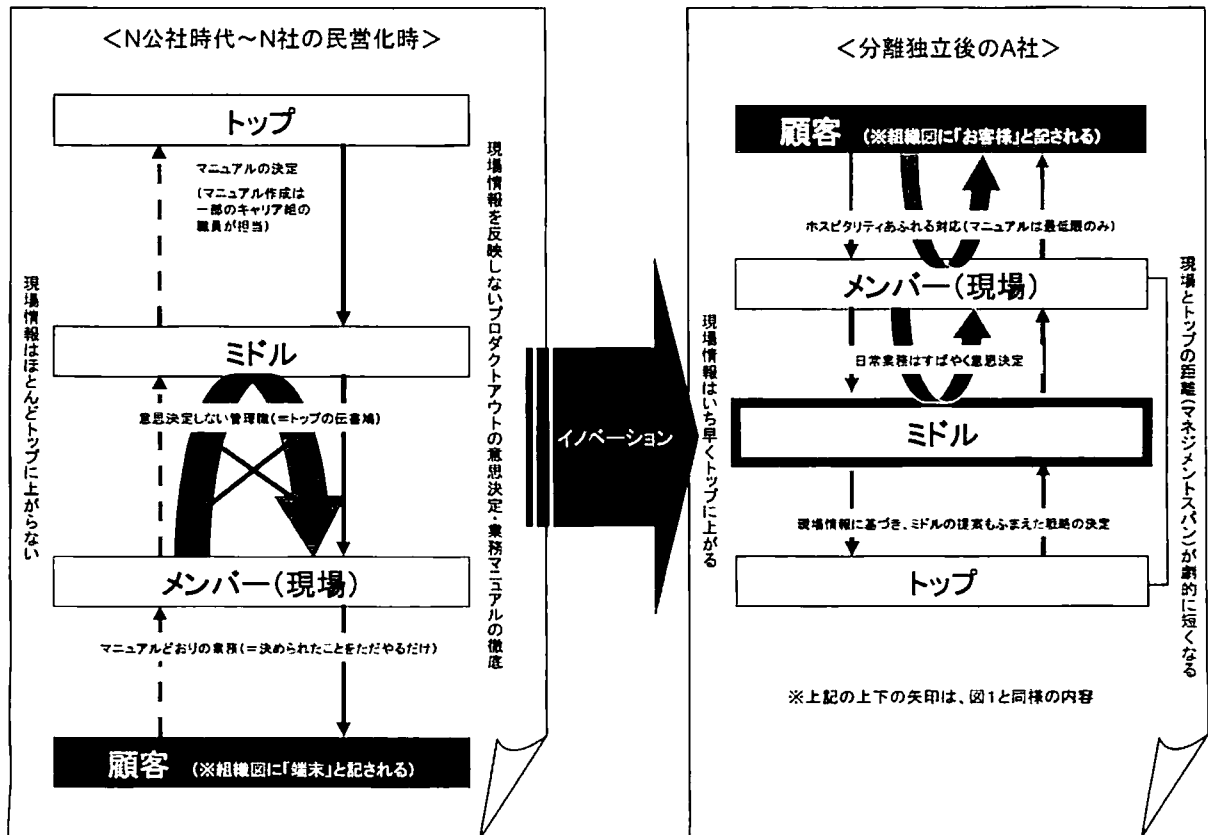 <N公社時代～N社の民営化時>
トップ
マニュアルの決定
(マニュアル作成は
一部のキャリア組の
職員が担当)
現場情報はほとんどトップに上がらない
現場情報を反映しないプロダクトアウトの意思決定・業務マニュアルの徹底
ミドル
意思決定しない管理職(=トップの伝書鳩)
メンバー(現場)
マニュアルどおりの業務(=決められたことをただやるだけ)
顧客 (※組織図に「端末」と記される)
イノベーション
<分離独立後のA社>
顧客 (※組織図に「お客様」と記される)
ホスピタリティあふれる対応(マニュアルは最低限のみ)
メンバー(現場)
日常業務はすばやく意思決定
現場情報はいち早くトップに上がる
現場とトップの距離(マネジメントスパン)が劇的に短くなる
ミドル
現場情報に基づき、ミドルの提案もふまえた戦略の決定
トップ
※上記の上下の矢印は、図1と同様の内容